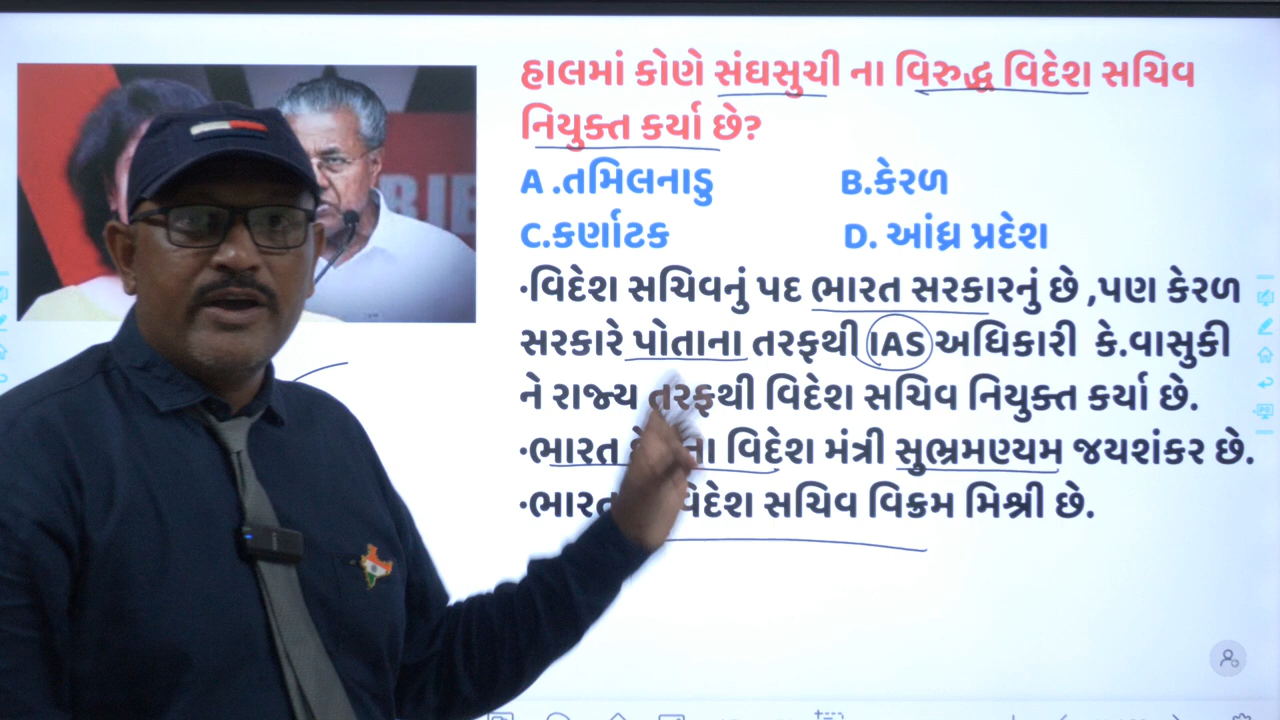 હાલમાં કોણે સંઘસુચી ના વિરુદ્ધ વિદેશ સચિવ
નિયુક્ત કર્યા છે?
A .તમિલનાડુ B.કેરળ
C.કર્ણાટક D. આંધ્ર પ્રદેશ
·વિદેશ સચિવનું પદ ભારત સરકારનું છે ,પણ કેરળ
સરકારે પોતાના તરફથી IAS અધિકારી કે.વાસુકી
ને રાજ્ય તરફથી વિદેશ સચિવ નિયુક્ત કર્યા છે.
·ભારત વિદેશ મંત્રી સુભ્રમણ્યમ જયશંકર છે.
·ભારત વિદેશ સચિવ વિક્રમ મિશ્રી છે.